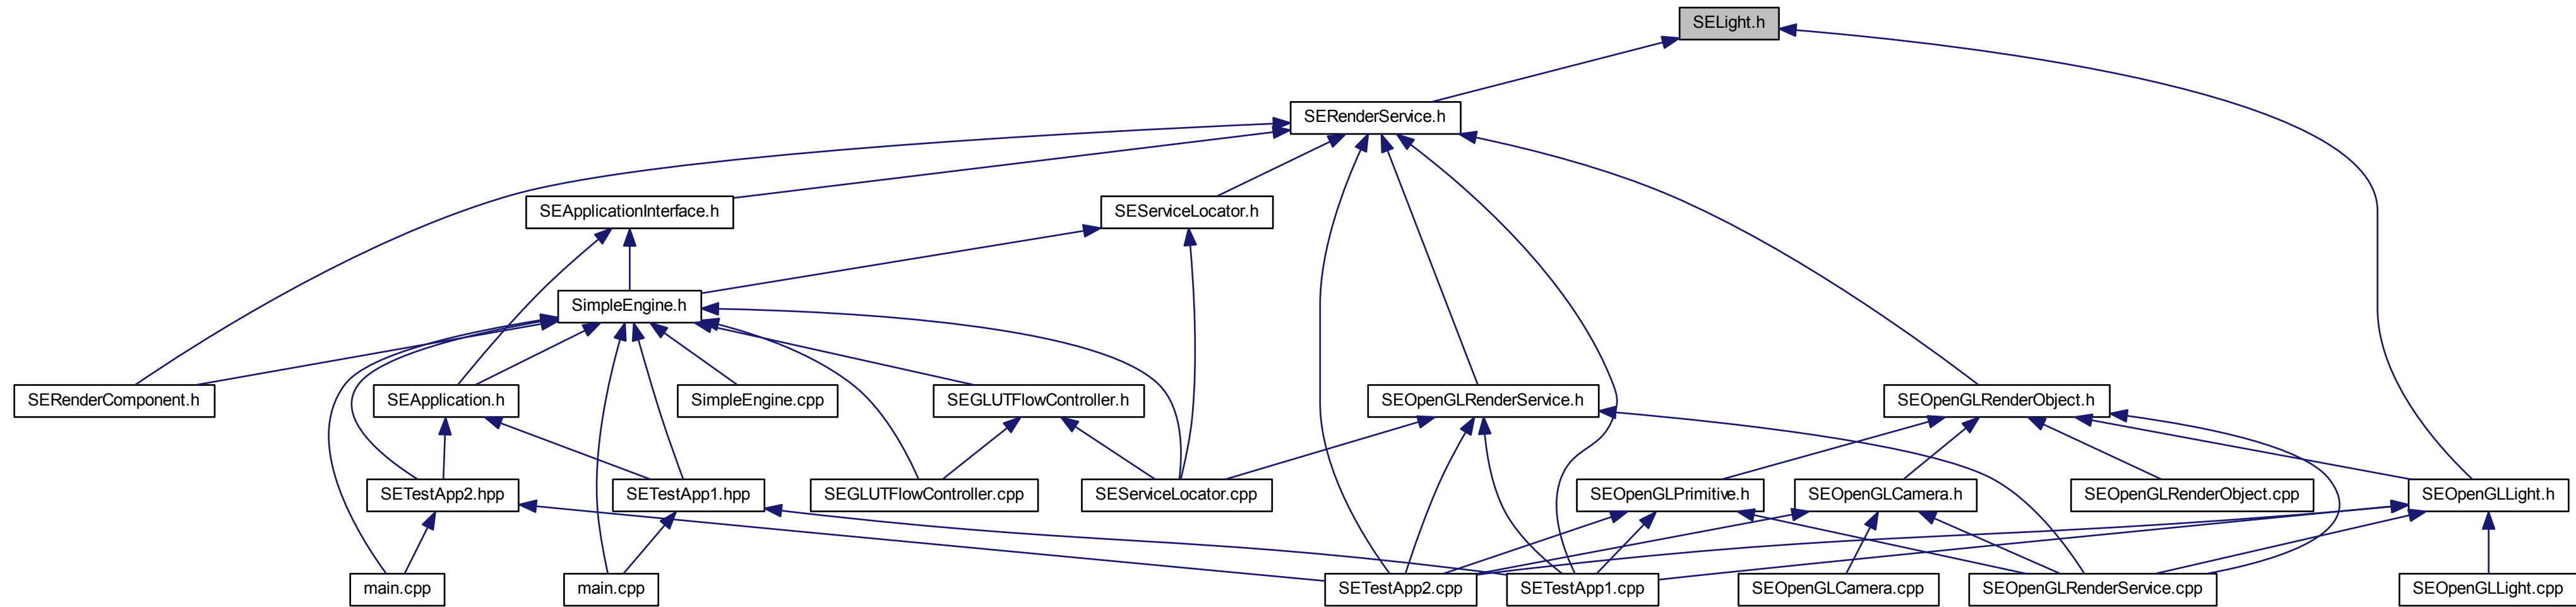 SELight.h
SERenderService.h
SEApplicationInterface.h
SEServiceLocator.h
SimpleEngine.h
SERenderComponent.h
SEApplication.h
SimpleEngine.cpp
SEGLUTFlowController.h
SEOpenGLRenderService.h
SEOpenGLRenderObject.h
SETestApp2.hpp
SETestApp1.hpp
SEGLUTFlowController.cpp
SEServiceLocator.cpp
SEOpenGLPrimitive.h
SEOpenGLCamera.h
SEOpenGLRenderObject.cpp
SEOpenGLLight.h
main.cpp
main.cpp
SETestApp2.cpp
SETestApp1.cpp
SEOpenGLCamera.cpp
SEOpenGLRenderService.cpp
SEOpenGLLight.cpp